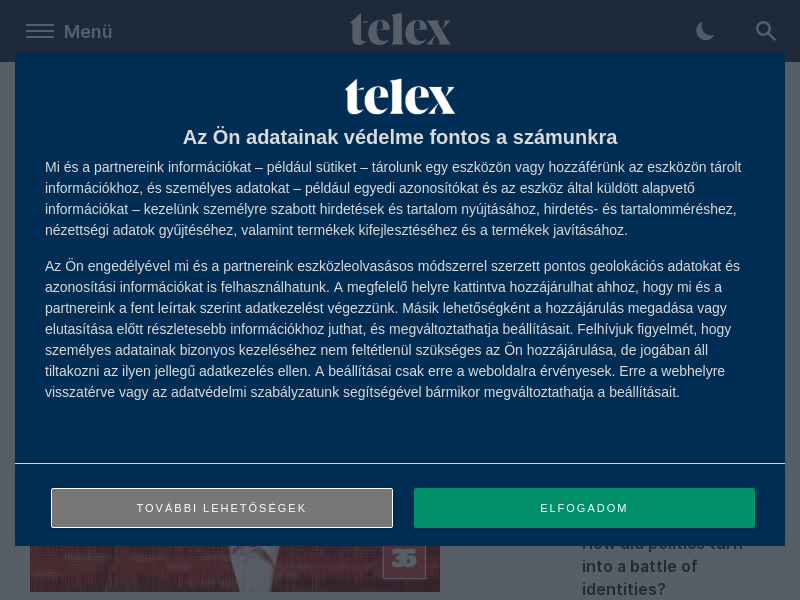 Menü
telex
telex
Az Ön adatainak védelme fontos a számunkra
Mi és a partnereink információkat – például sütiket – tárolunk egy eszközön vagy hozzáférünk az eszközön tárolt
információkhoz, és személyes adatokat – például egyedi azonosítókat és az eszköz által küldött alapvető
információkat – kezelünk személyre szabott hirdetések és tartalom nyújtásához, hirdetés- és tartalomméréshez,
nézettségi adatok gyűjtéséhez, valamint termékek kifejlesztéséhez és a termékek javításához.
Az Ön engedélyével mi és a partnereink eszközleolvasásos módszerrel szerzett pontos geolokációs adatokat és
azonosítási információkat is felhasználhatunk. A megfelelő helyre kattintva hozzájárulhat ahhoz, hogy mi és a
partnereink a fent leírtak szerint adatkezelést végezzünk. Másik lehetőségként a hozzájárulás megadása vagy
elutasítása előtt részletesebb információkhoz juthat, és megváltoztathatja beállításait. Felhívjuk figyelmét, hogy
személyes adatainak bizonyos kezeléséhez nem feltétlenül szükséges az Ön hozzájárulása, de jogában áll
tiltakozni az ilyen jellegű adatkezelés ellen. A beállításai csak erre a weboldalra érvényesek. Erre a webhelyre
visszatérve vagy az adatvédelmi szabályzatunk segítségével bármikor megváltoztathatja a beállításait.
TOVÁBBI LEHETŐSÉGEK
ELFOGADOM
36
How did politics turn
into a battle of
identities?